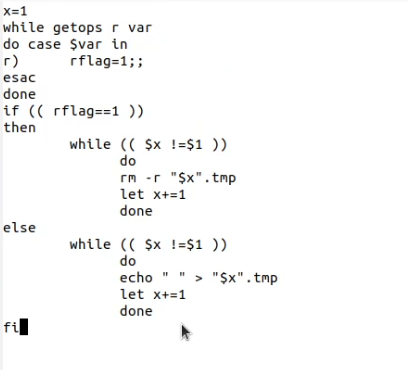 x=1
while getops r var
do case $var in
r)      rflag=1;;
esac
done
if (( rflag==1 ))
then
        while (( $x !=$1 ))
              do
              rm -r "$x".tmp
              let x+=1
              done
else
        while (( $x !=$1 ))
              do
              echo " " > "$x".tmp
              let x+=1
              done
fi